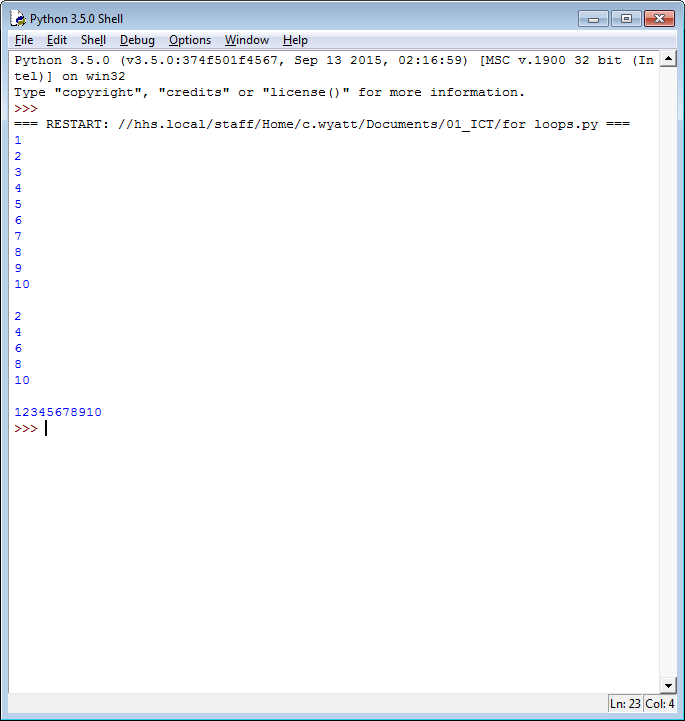 Python 3.5.0 Shell
File Edit Shell Debug Options Window Help
Python 3.5.0 (v3.5.0:374f501f4567, Sep 13 2015, 02:16:59) [MSC v.1900 32 bit (In
tel)] on win32
Type "copyright", "credits" or "license()" for more information.
>>>
=== RESTART: //hhs.local/staff/Home/c.wyatt/Documents/01_ICT/for loops.py ===
1
2
3
4
5
6
7
8
9
10
2
4
6
8
10
12345678910
>>>
Ln: 23 Col: 4